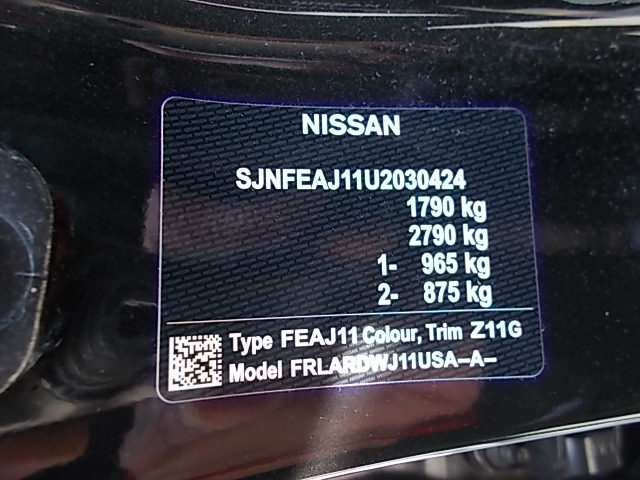 NISSAN
SJNFEAJ11U2030424
1790 kg
2790 kg
1- 965 kg
2- 875 kg
Type FEAJ11 Colour, Trim Z11G
Model FRLARDWJ11USA-A-